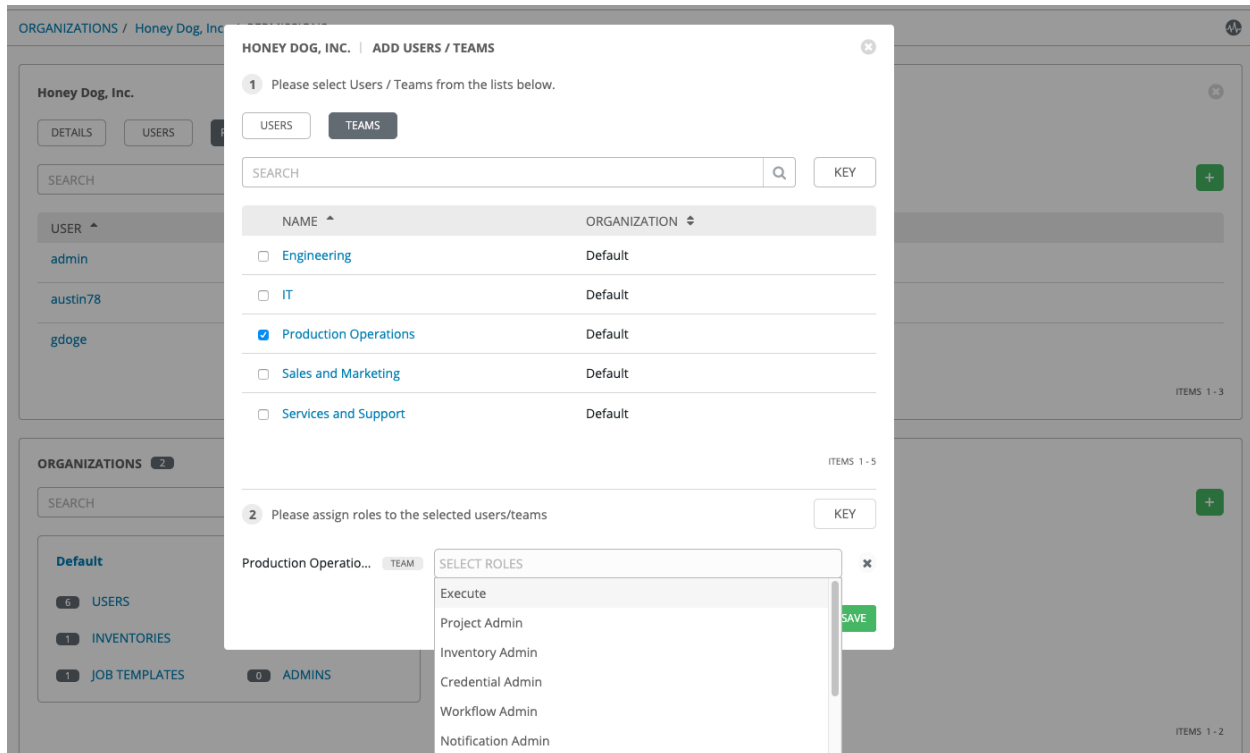 ORGANIZATIONS / Honey Dog, Inc
HONEY DOG, INC. | ADD USERS / TEAMS
1 Please select Users / Teams from the lists below.
Honey Dog, Inc.
DETAILS USERS
USERS TEAMS
SEARCH
SEARCH KEY
+
USER
NAME ORGANIZATION
admin
Engineering Default
austin78
IT Default
gdoge
Production Operations Default
Sales and Marketing Default
ITEMS 1 - 3
Services and Support Default
ITEMS 1 - 5
ORGANIZATIONS 2
SEARCH
+
2 Please assign roles to the selected users/teams KEY
Default
Production Operatio... TEAM SELECT ROLES
6 USERS
Execute
SAVE
Project Admin
1 INVENTORIES
Inventory Admin
1 JOB TEMPLATES 0 ADMINS
Credential Admin
Workflow Admin
Notification Admin
ITEMS 1 - 2